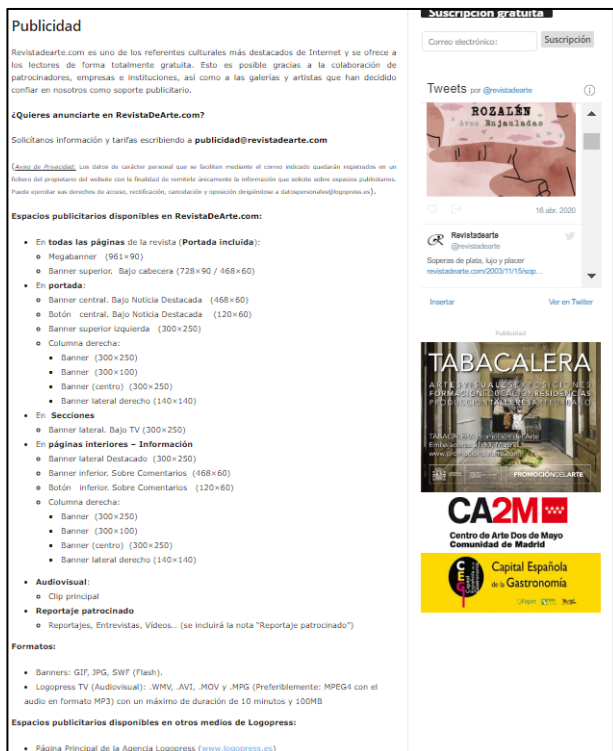 Publicidad
Revistadearte.com es uno de los referentes culturales más destacados de Internet y se ofrece a
los lectores de forma totalmente gratuita. Esto es posible gracias a la colaboración de
patrocinadores, empresas e instituciones, así como a las galerías y artistas que han decidido
confiar en nosotros como soporte publicitario.
¿Quieres anunciarte en RevistaDeArte.com?
Solicítanos información y tarifas escribiendo a publicidad@revistadearte.com
(Aviso de Privacidad: Los datos de carácter personal que se faciliten mediante el correo indicado quedarán registrados en un
fichero del propietario del website con la finalidad de remitirle únicamente la información que solicite sobre espacios publicitarios.
Puede ejercitar sus derechos de acceso, rectificación, cancelación y oposición dirigiéndose a datospersonales@logopress.es).
Espacios publicitarios disponibles en RevistaDeArte.com:
En todas las páginas de la revista (Portada incluida):
Megabanner (961×90)
Banner superior. Bajo cabecera (728×90 / 468×60)
En portada:
Banner central. Bajo Noticia Destacada (468×60)
Botón central. Bajo Noticia Destacada (120×60)
Banner superior izquierda (300×250)
Columna derecha:
Banner (300×250)
Banner (300×100)
Banner (centro) (300×250)
Banner lateral derecho (140×140)
En Secciones
Banner lateral. Bajo TV (300×250)
En páginas interiores – Información
Banner lateral Destacado (300×250)
Banner inferior. Sobre Comentarios (468×60)
Botón inferior. Sobre Comentarios (120×60)
Columna derecha:
Banner (300×250)
Banner (300×100)
Banner (centro) (300×250)
Banner lateral derecho (140×140)
Audiovisual:
Clip principal
Reportaje patrocinado
Reportajes, Entrevistas, Vídeos... (se incluirá la nota "Reportaje patrocinado")
Formatos:
Banners: GIF, JPG, SWF (Flash).
Logopress TV (Audiovisual): .WMV, .AVI, .MOV y .MPG (Preferiblemente: MPEG4 con el
audio en formato MP3) con un máximo de duración de 10 minutos y 100MB
Espacios publicitarios disponibles en otros medios de Logopress:
Página Principal de la Agencia Logopress (www.logopress.es)
Suscripción gratuita
Correo electrónico:
Suscripción
Tweets por @revistadearte
ROZALÉN
Aves Enjauladas
16 abr. 2020
Revistadearte
@revistadearte
Soperas de plata, lujo y placer
revistadearte.com/2003/11/15/sop...
Insertar
Ver en Twitter
Publicidad
TABACALERA
ARTESVISUALESEXPOSICIONES
FORMACIÓNEDUCACIÓNRESIDENCIAS
PRODUCCIÓNTALLERESARTEURBANO
TABACALERA. Promoción del Arte
Embajadores 51-53, Madrid
www.promociondelarte.com
PROMOCIÓNDELARTE
CA2M
Centro de Arte Dos de Mayo
Comunidad de Madrid
CEG
Capital Española
de la Gastronomía